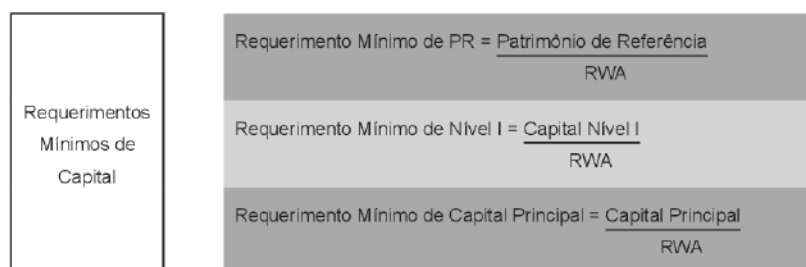 Requerimentos
Mínimos de
Capital
Requerimento Mínimo de PR = Patrimônio de Referência
RWA
Requerimento Mínimo de Nível I = Capital Nível I
RWA
Requerimento Mínimo de Capital Principal = Capital Principal
RWA